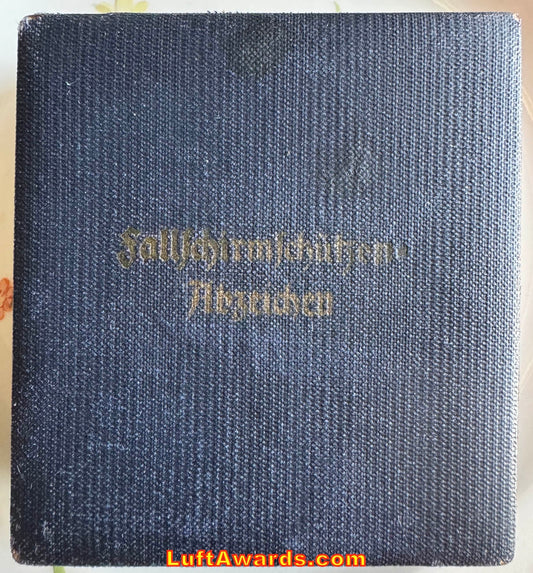 Fallschirmschützen-
Abzeichen
LuftAwards.com